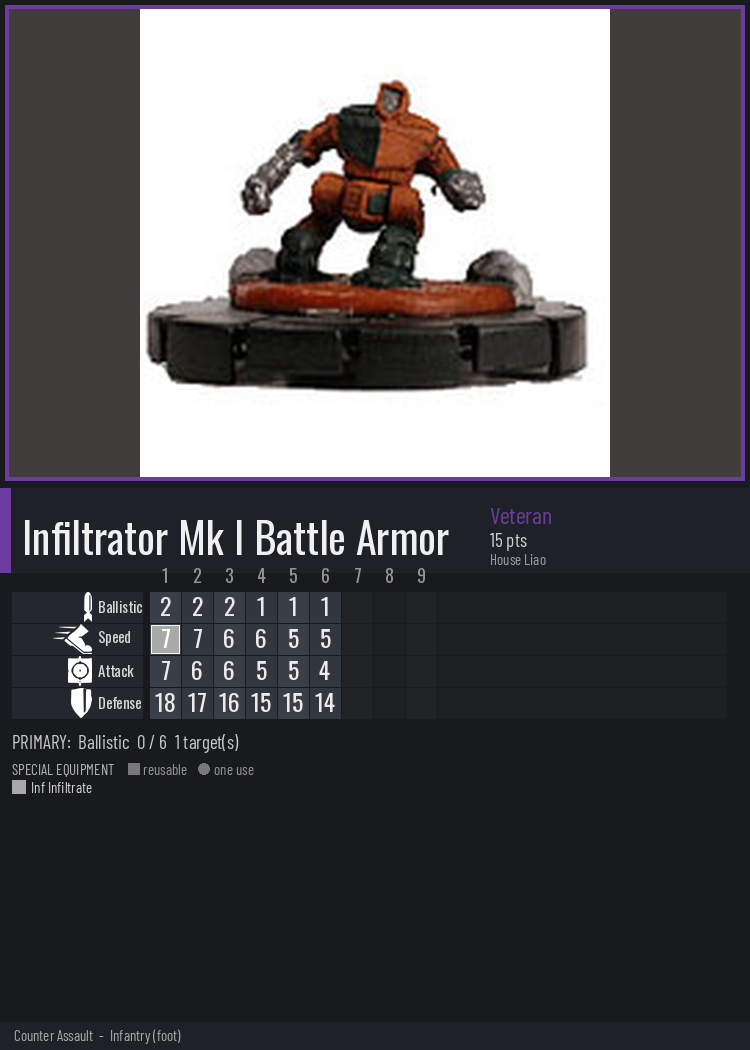 Infiltrator Mk I Battle Armor
Veteran
15 pts
House Liao
1 2 3 4 5 6 7 8 9
Ballistic 2 2 2 1 1 1
Speed 7 7 6 6 5 5
Attack 7 6 6 5 5 4
Defense 18 17 16 15 15 14
PRIMARY: Ballistic 0 / 6 1 target(s)
SPECIAL EQUIPMENT reusable one use
Inf Infiltrate
Counter Assault - Infantry (foot)